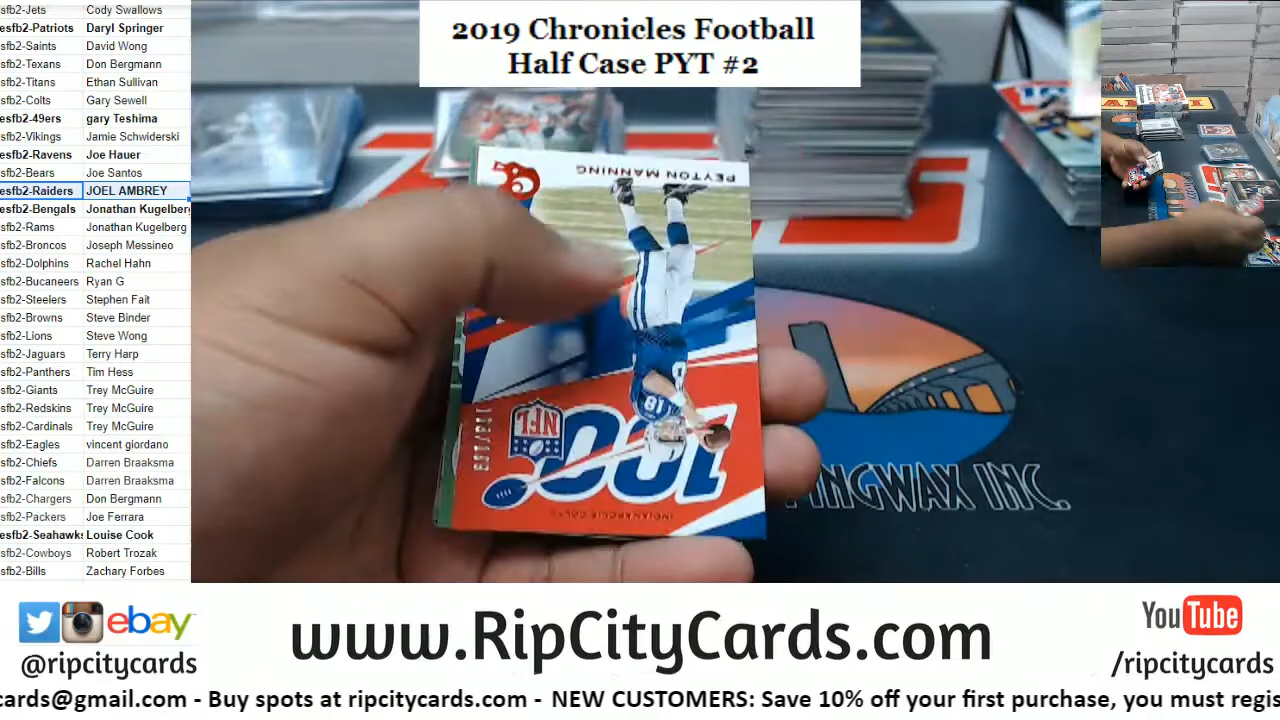 sfb2-Jets Cody Swallows
esfb2-Patriots Daryl Springer
sfb2-Saints David Wong
sfb2-Texans Don Bergmann
sfb2-Titans Ethan Sullivan
sfb2-Colts Gary Sewell
esfb2-49ers gary Teshima
sfb2-Vikings Jamie Schwiderski
esfb2-Ravens Joe Hauer
sfb2-Bears Joe Santos
esfb2-Raiders JOEL AMBREY
esfb2-Bengals Jonathan Kugelberg
sfb2-Rams Jonathan Kugelberg
sfb2-Broncos Joseph Messineo
sfb2-Dolphins Rachel Hahn
sfb2-Bucaneers Ryan G
sfb2-Steelers Stephen Fait
sfb2-Browns Steve Binder
sfb2-Lions Steve Wong
sfb2-Jaguars Terry Harp
sfb2-Panthers Tim Hess
sfb2-Giants Trey McGuire
sfb2-Redskins Trey McGuire
sfb2-Cardinals Trey McGuire
sfb2-Eagles vincent giordano
sfb2-Chiefs Darren Braaksma
sfb2-Falcons Darren Braaksma
sfb2-Chargers Don Bergmann
sfb2-Packers Joe Ferrara
esfb2-Seahawks Louise Cook
sfb2-Cowboys Robert Trozak
sfb2-Bills Zachary Forbes
2019 Chronicles Football
Half Case PYT #2
PEYTON MANNING
18
NFL
100
INDIANAPOLIS COLTS
PINGWAX INC.
ebay
@ripcitycards
www.RipCityCards.com
YouTube
/ripcitycards
cards@gmail.com - Buy spots at ripcitycards.com - NEW CUSTOMERS: Save 10% off your first purchase, you must regis